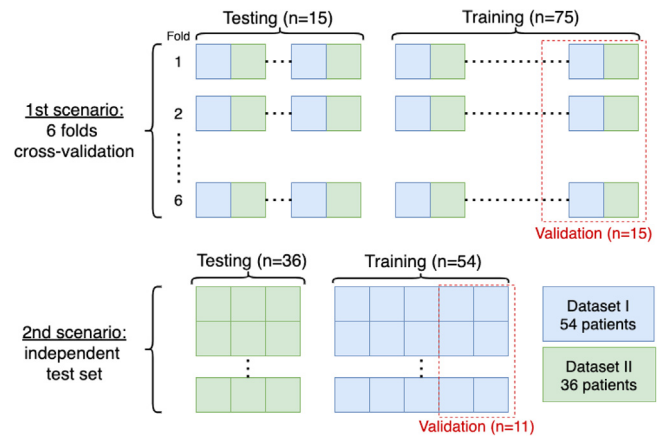 Testing (n=15)
Training (n=75)
Fold
1
1st scenario:
6 folds
cross-validation
2
6
Validation (n=15)
Testing (n=36)
Training (n=54)
2nd scenario:
independent
test set
Dataset I
54 patients
Dataset II
36 patients
Validation (n=11)